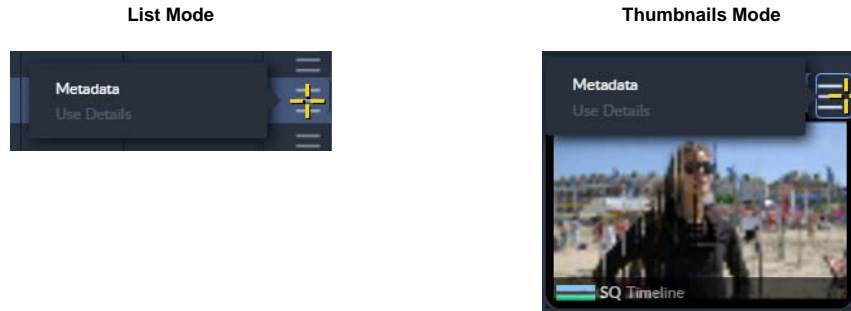 List Mode
Thumbnails Mode
Metadata
Use Details
Metadata
Use Details
SQ Timeline